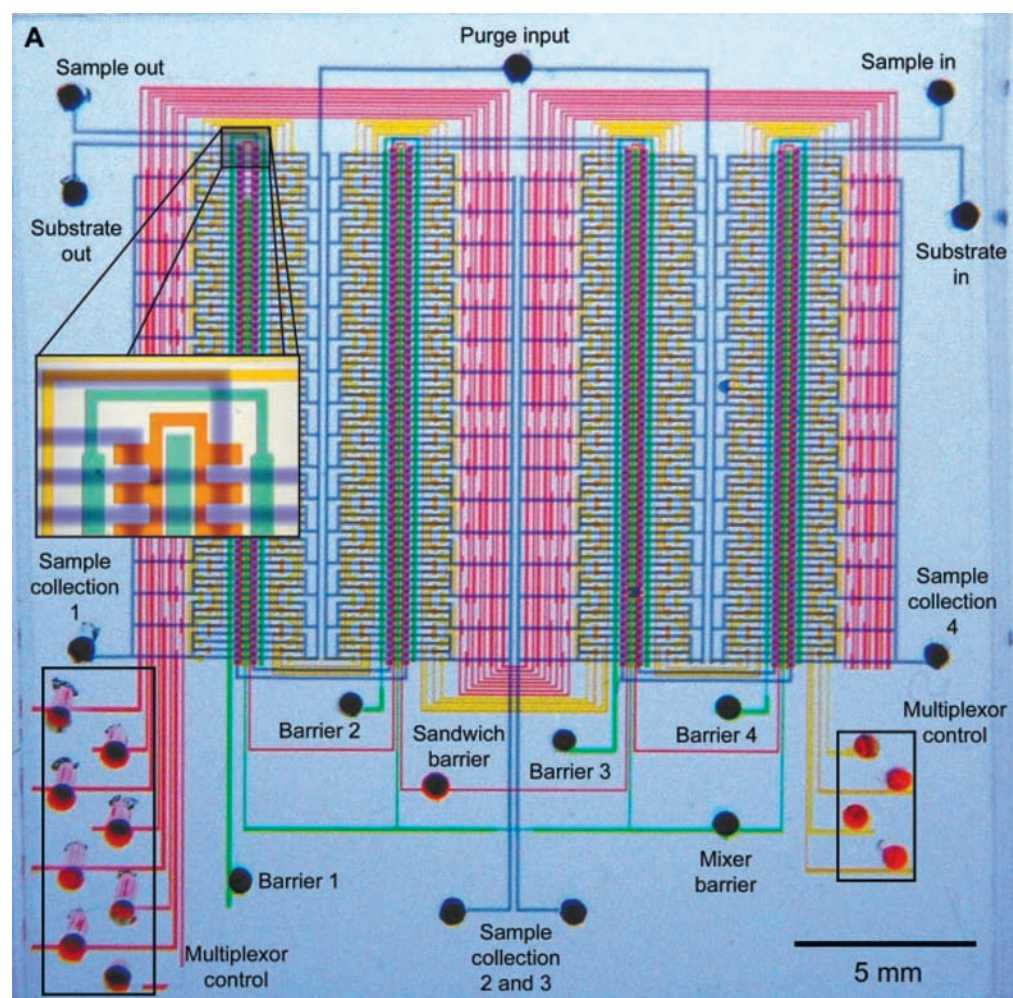 A
Purge input
Sample out
Sample in
Substrate
out
Substrate
in
Sample
collection
1
Sample
collection
4
Barrier 2
Sandwich
barrier
Barrier 3
Barrier 4
Multiplexor
control
Barrier 1
Mixer
barrier
Multiplexor
control
Sample
collection
2 and 3
5 mm